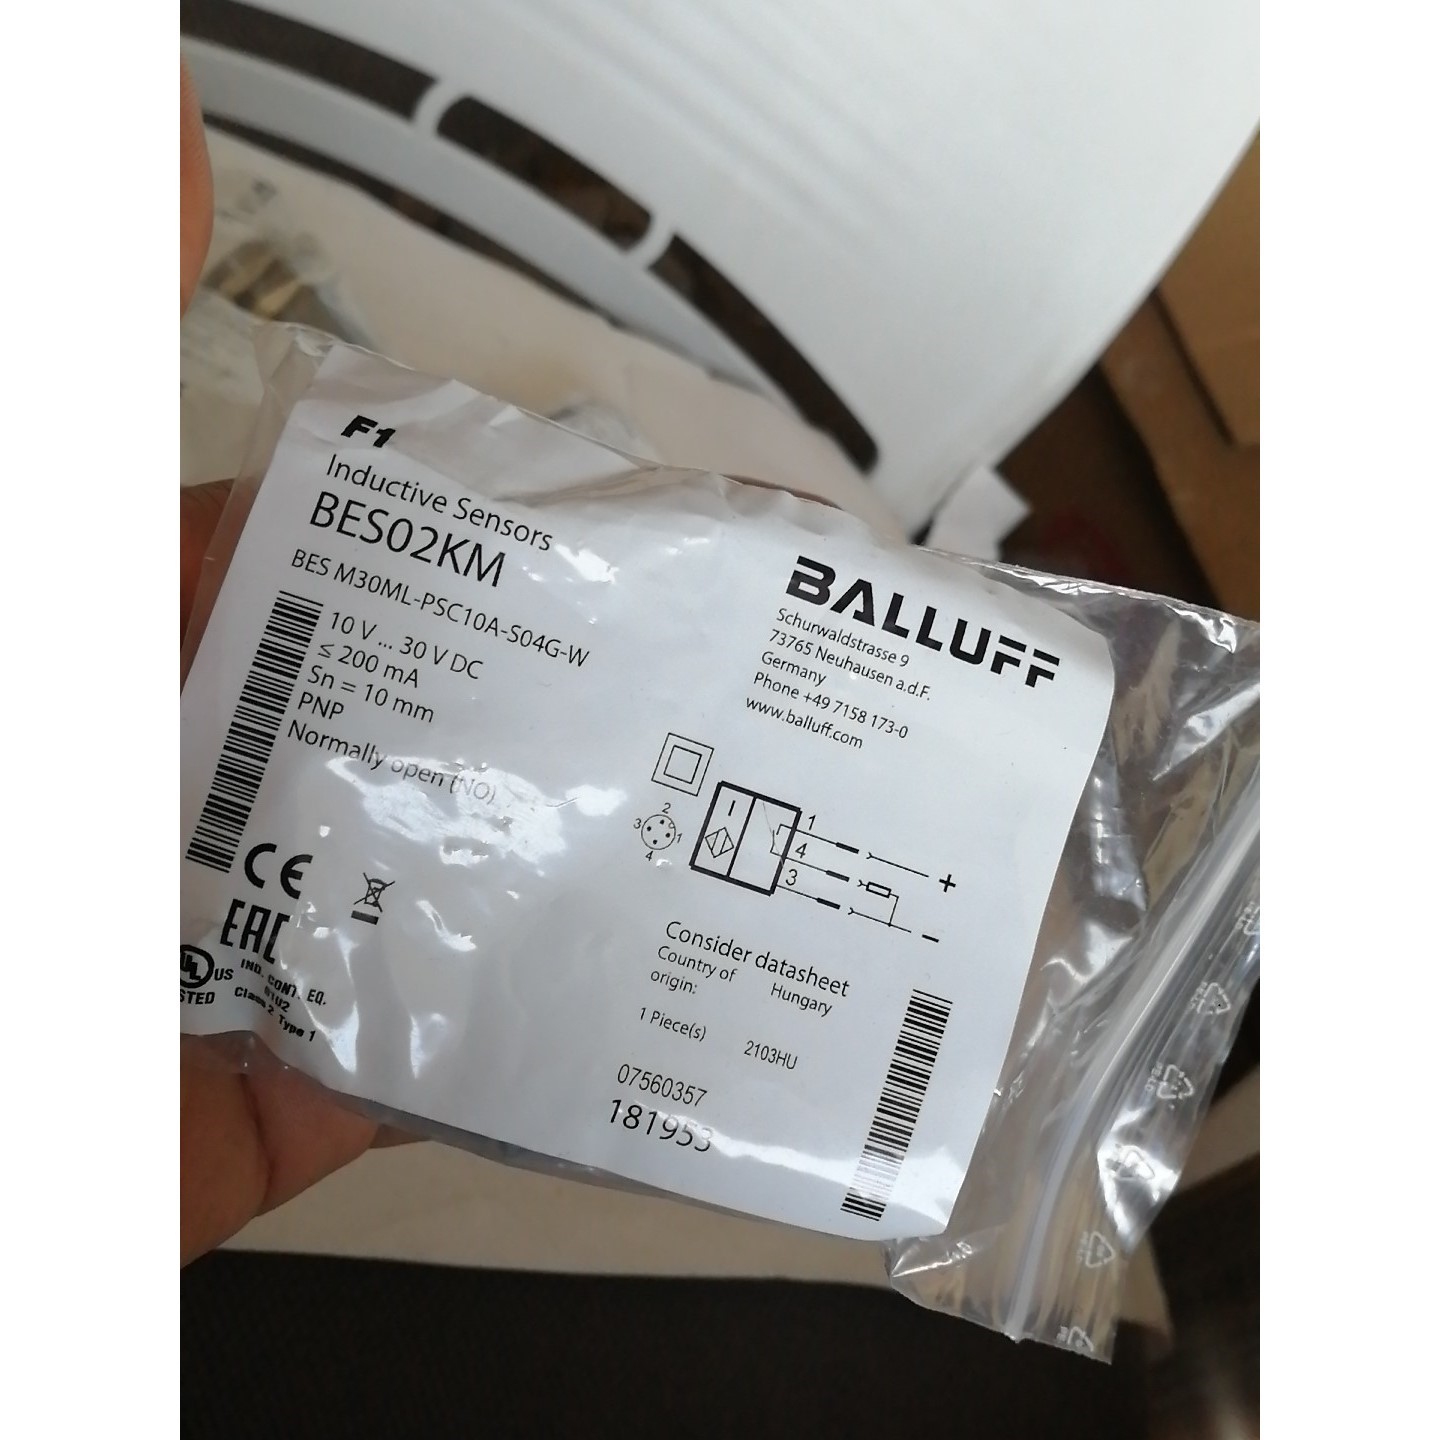 F1
Inductive Sensors
BES02KM
BES M30ML-PSC10A-S04G-W
10 V ... 30 V DC
≤ 200 mA
Sn = 10 mm
PNP
Normally open (NO)
CE
EAC
UL US
STED
IND. CONT. EQ.
81U2
Class 2 Type 1
BALLUFF
Schurwaldstrasse 9
73765 Neuhausen a.d.F.
Germany
Phone +49 7158 173-0
www.balluff.com
2
3 1
4
1
+
4
3
-
Consider datasheet
Country of origin: Hungary
1 Piece(s) 2103HU
07560357
181953